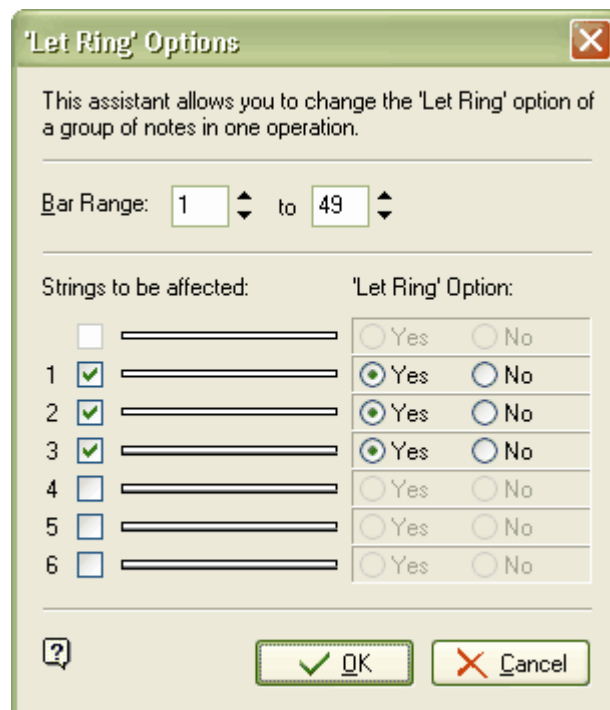 'Let Ring' Options
This assistant allows you to change the 'Let Ring' option of
a group of notes in one operation.
Bar Range: 1 to 49
Strings to be affected: 'Let Ring' Option:
Yes No
1 Yes No
2 Yes No
3 Yes No
4 Yes No
5 Yes No
6 Yes No
? OK Cancel